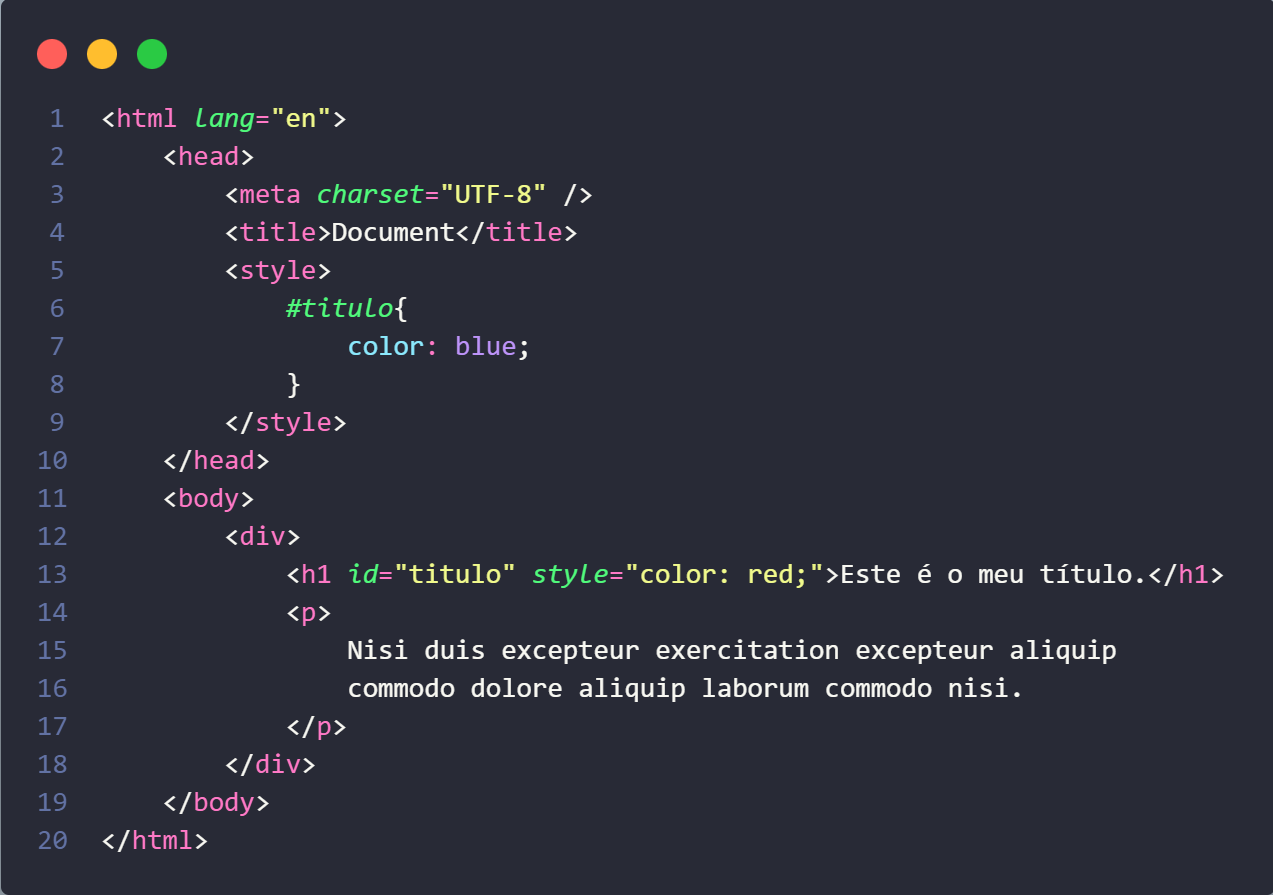 1 <html lang="en">
2     <head>
3         <meta charset="UTF-8" />
4         <title>Document</title>
5         <style>
6             #titulo{
7                 color: blue;
8             }
9         </style>
10     </head>
11     <body>
12         <div>
13             <h1 id="titulo" style="color: red;">Este é o meu título.</h1>
14             <p>
15                 Nisi duis excepteur exercitation excepteur aliquip
16                 commodo dolore aliquip laborum commodo nisi.
17             </p>
18         </div>
19     </body>
20 </html>